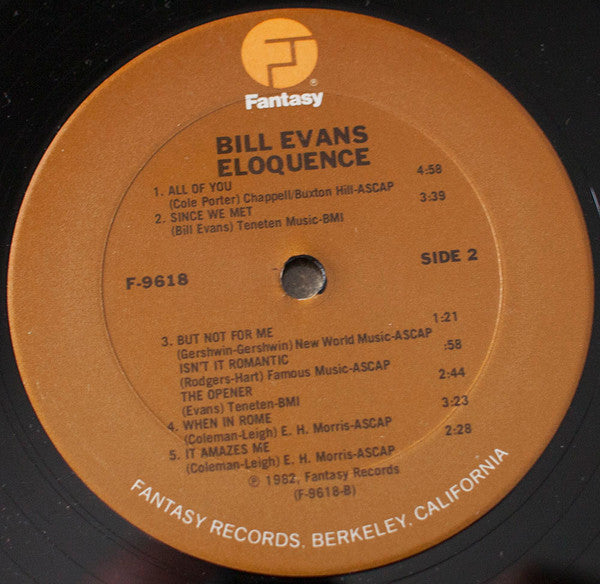 Fantasy®
BILL EVANS
ELOQUENCE
1. ALL OF YOU 4:58
(Cole Porter) Chappell/Buxton Hill-ASCAP
2. SINCE WE MET 3:39
(Bill Evans) Teneten Music-BMI
F-9618 SIDE 2
3. BUT NOT FOR ME 1:21
(Gershwin-Gershwin) New World Music-ASCAP
ISN'T IT ROMANTIC :58
(Rodgers-Hart) Famous Music-ASCAP
THE OPENER 2:44
(Evans) Teneten-BMI
4. WHEN IN ROME 3:23
(Coleman-Leigh) E. H. Morris-ASCAP
5. IT AMAZES ME 2:28
(Coleman-Leigh) E. H. Morris-ASCAP
℗ 1982, Fantasy Records
(F-9618-B)
FANTASY RECORDS, BERKELEY, CALIFORNIA